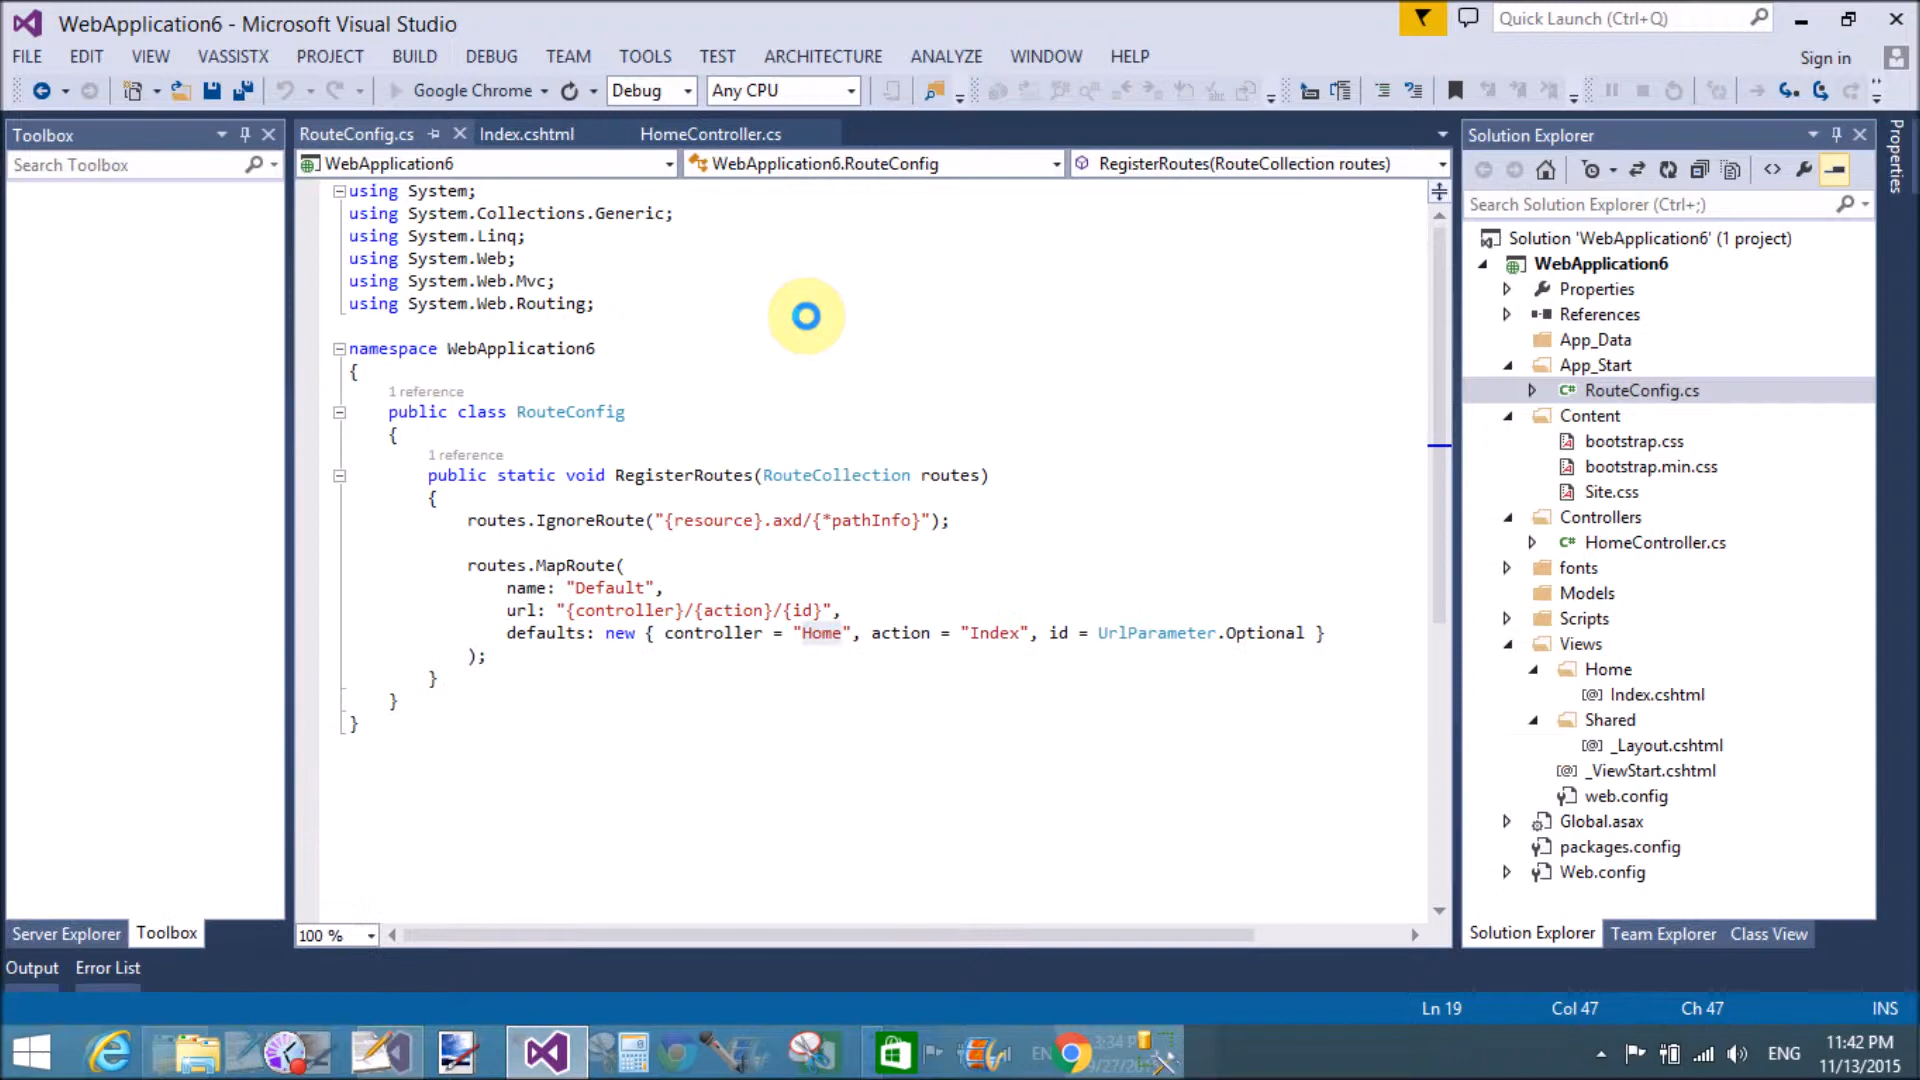 WebApplication6 - Microsoft Visual Studio
Quick Launch (Ctrl+Q)
FILE EDIT VIEW VASSISTX PROJECT BUILD DEBUG TEAM TOOLS TEST ARCHITECTURE ANALYZE WINDOW HELP
Sign in
Google Chrome Debug Any CPU
Toolbox
Search Toolbox
RouteConfig.cs Index.cshtml HomeController.cs
WebApplication6 WebApplication6.RouteConfig RegisterRoutes(RouteCollection routes)
using System;
using System.Collections.Generic;
using System.Linq;
using System.Web;
using System.Web.Mvc;
using System.Web.Routing;
namespace WebApplication6
{
1 reference
public class RouteConfig
{
1 reference
public static void RegisterRoutes(RouteCollection routes)
{
routes.IgnoreRoute("{resource}.axd/{*pathInfo}");
routes.MapRoute(
name: "Default",
url: "{controller}/{action}/{id}",
defaults: new { controller = "Home", action = "Index", id = UrlParameter.Optional }
);
}
}
}
100 %
Solution Explorer
Properties
Search Solution Explorer (Ctrl+;)
Solution 'WebApplication6' (1 project)
WebApplication6
Properties
References
App_Data
App_Start
C# RouteConfig.cs
Content
bootstrap.css
bootstrap.min.css
Site.css
Controllers
C# HomeController.cs
fonts
Models
Scripts
Views
Home
[@] Index.cshtml
Shared
[@] _Layout.cshtml
[@] _ViewStart.cshtml
web.config
Global.asax
packages.config
Web.config
Server Explorer Toolbox
Solution Explorer Team Explorer Class View
Output Error List
Ln 19 Col 47 Ch 47 INS
EN
3:34 P
ENG
11:42 PM
11/13/2015